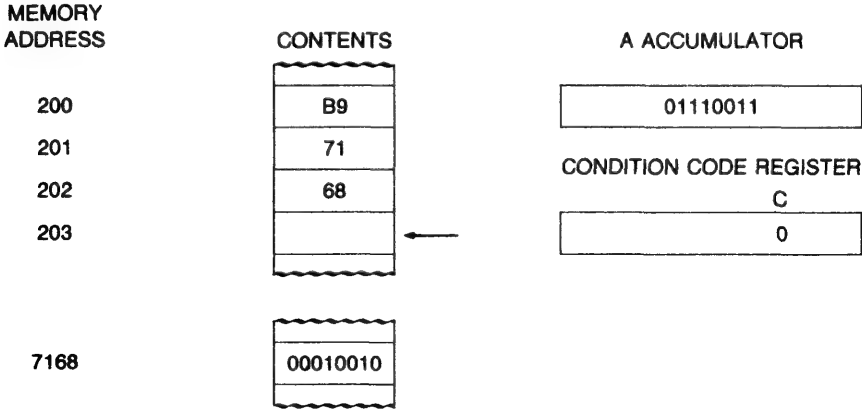 MEMORY
ADDRESS
CONTENTS
A ACCUMULATOR
200
B9
01110011
201
71
CONDITION CODE REGISTER
202
68
C
203
0
7168
00010010